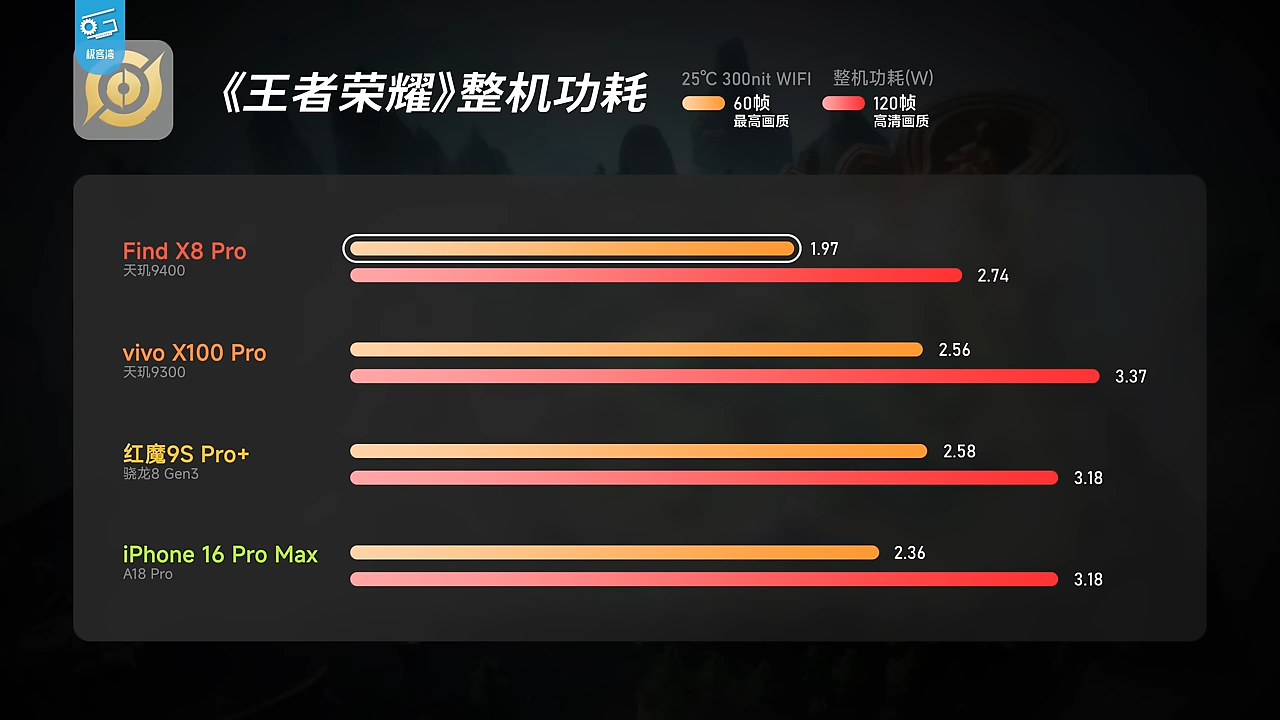 极客湾
《王者荣耀》整机功耗
25℃ 300nit WIFI 整机功耗(W)
60帧 120帧
最高画质 高清画质
Find X8 Pro
天玑9400
1.97
2.74
vivo X100 Pro
天玑9300
2.56
3.37
红魔9S Pro+
骁龙8 Gen3
2.58
3.18
iPhone 16 Pro Max
A18 Pro
2.36
3.18